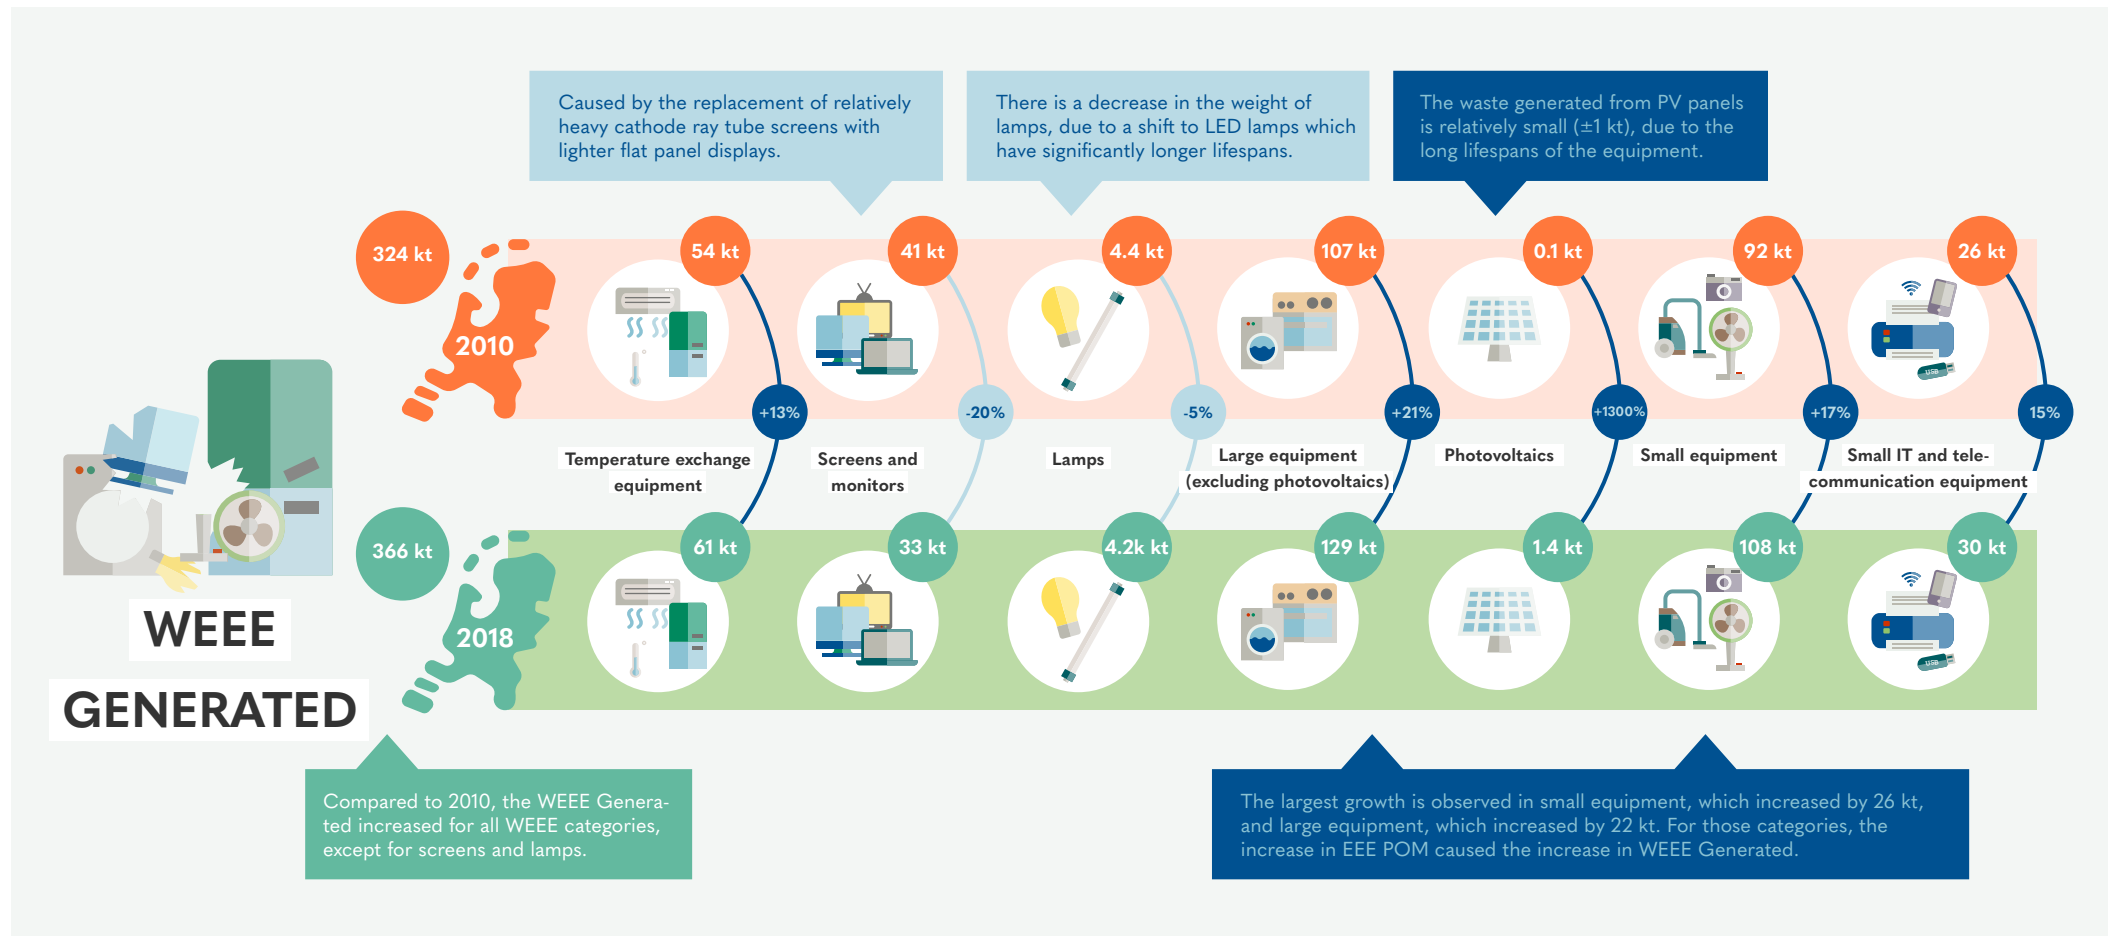 Caused by the replacement of relatively
heavy cathode ray tube screens with
lighter flat panel displays.
There is a decrease in the weight of
lamps, due to a shift to LED lamps which
have significantly longer lifespans.
The waste generated from PV panels
is relatively small (±1 kt), due to the
long lifespans of the equipment.
324 kt
2010
54 kt
41 kt
4.4 kt
107 kt
0.1 kt
92 kt
26 kt
USB
+13%
-20%
-5%
+21%
+1300%
+17%
15%
Temperature exchange
equipment
Screens and
monitors
Lamps
Large equipment
(excluding photovoltaics)
Photovoltaics
Small equipment
Small IT and tele-
communication equipment
366 kt
2018
61 kt
33 kt
4.2k kt
129 kt
1.4 kt
108 kt
30 kt
USB
WEEE
GENERATED
Compared to 2010, the WEEE Genera-
ted increased for all WEEE categories,
except for screens and lamps.
The largest growth is observed in small equipment, which increased by 26 kt,
and large equipment, which increased by 22 kt. For those categories, the
increase in EEE POM caused the increase in WEEE Generated.